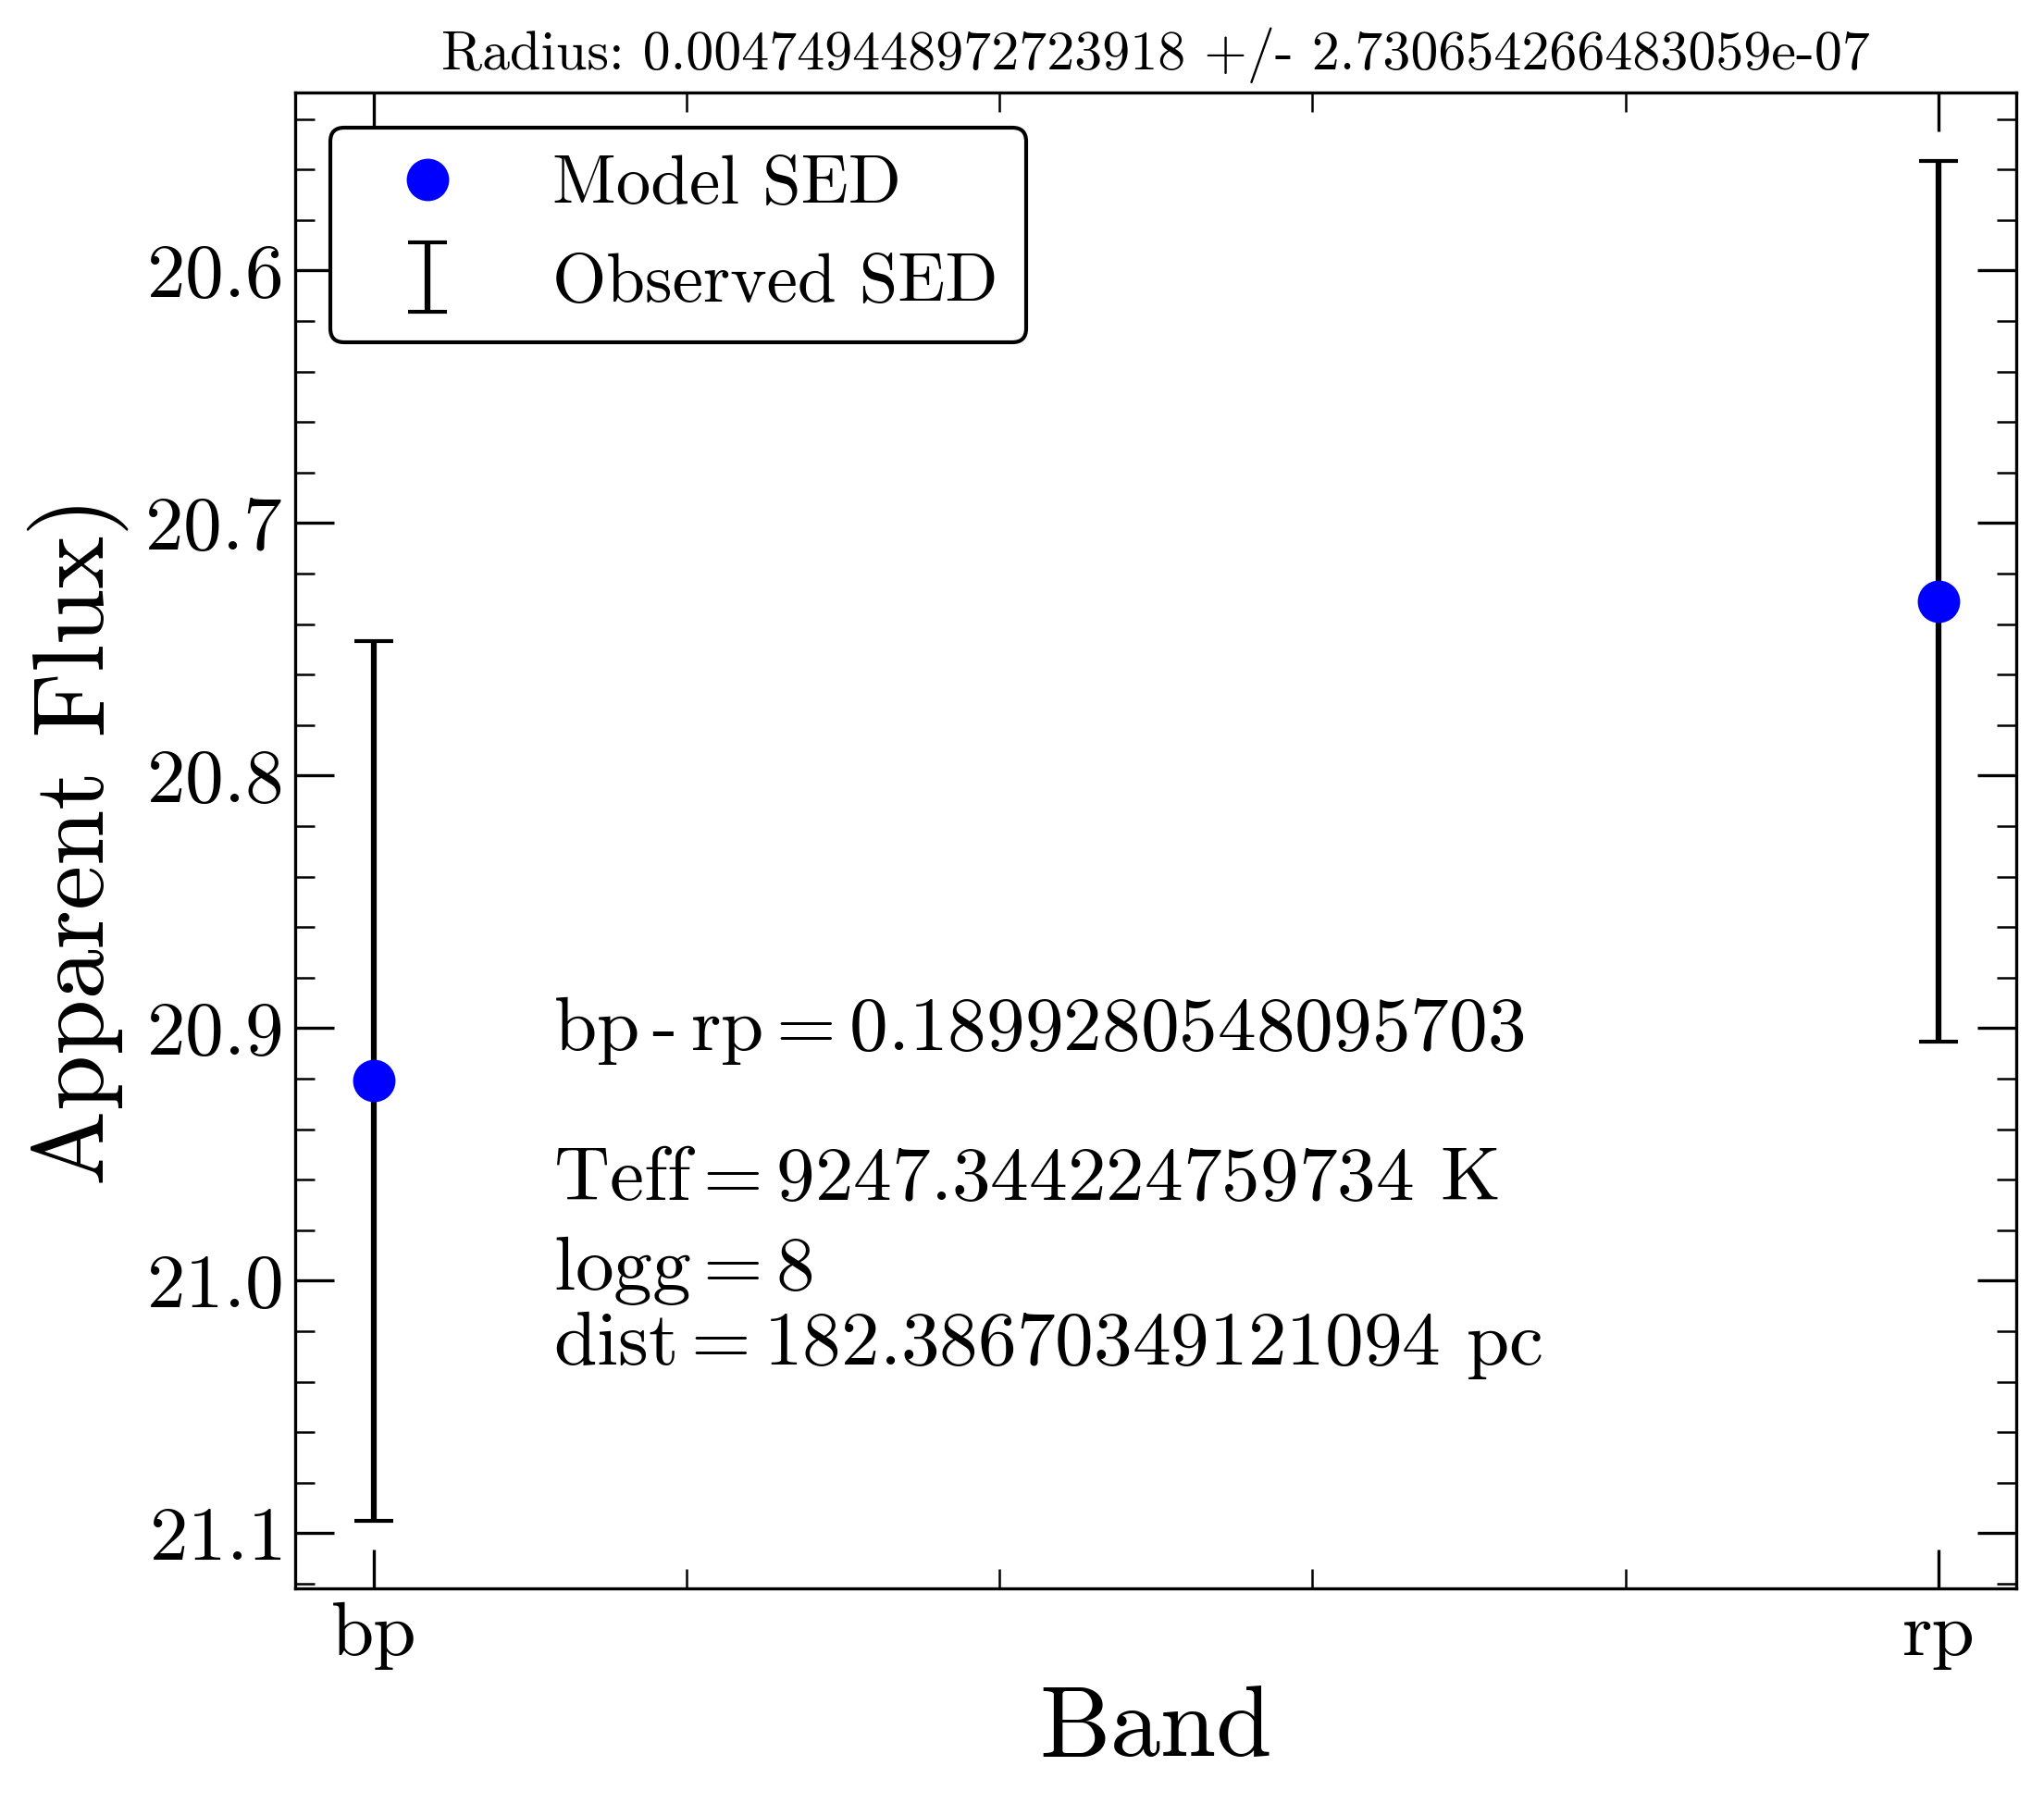 Radius: 0.004749448972723918 +/- 2.730654266483059e-07
Model SED
Observed SED
20.6
20.7
20.8
20.9
21.0
21.1
Apparent Flux)
bp - rp = 0.1899280548095703
Teff = 9247.344224759734 K
logg = 8
dist = 182.38670349121094 pc
bp
rp
Band